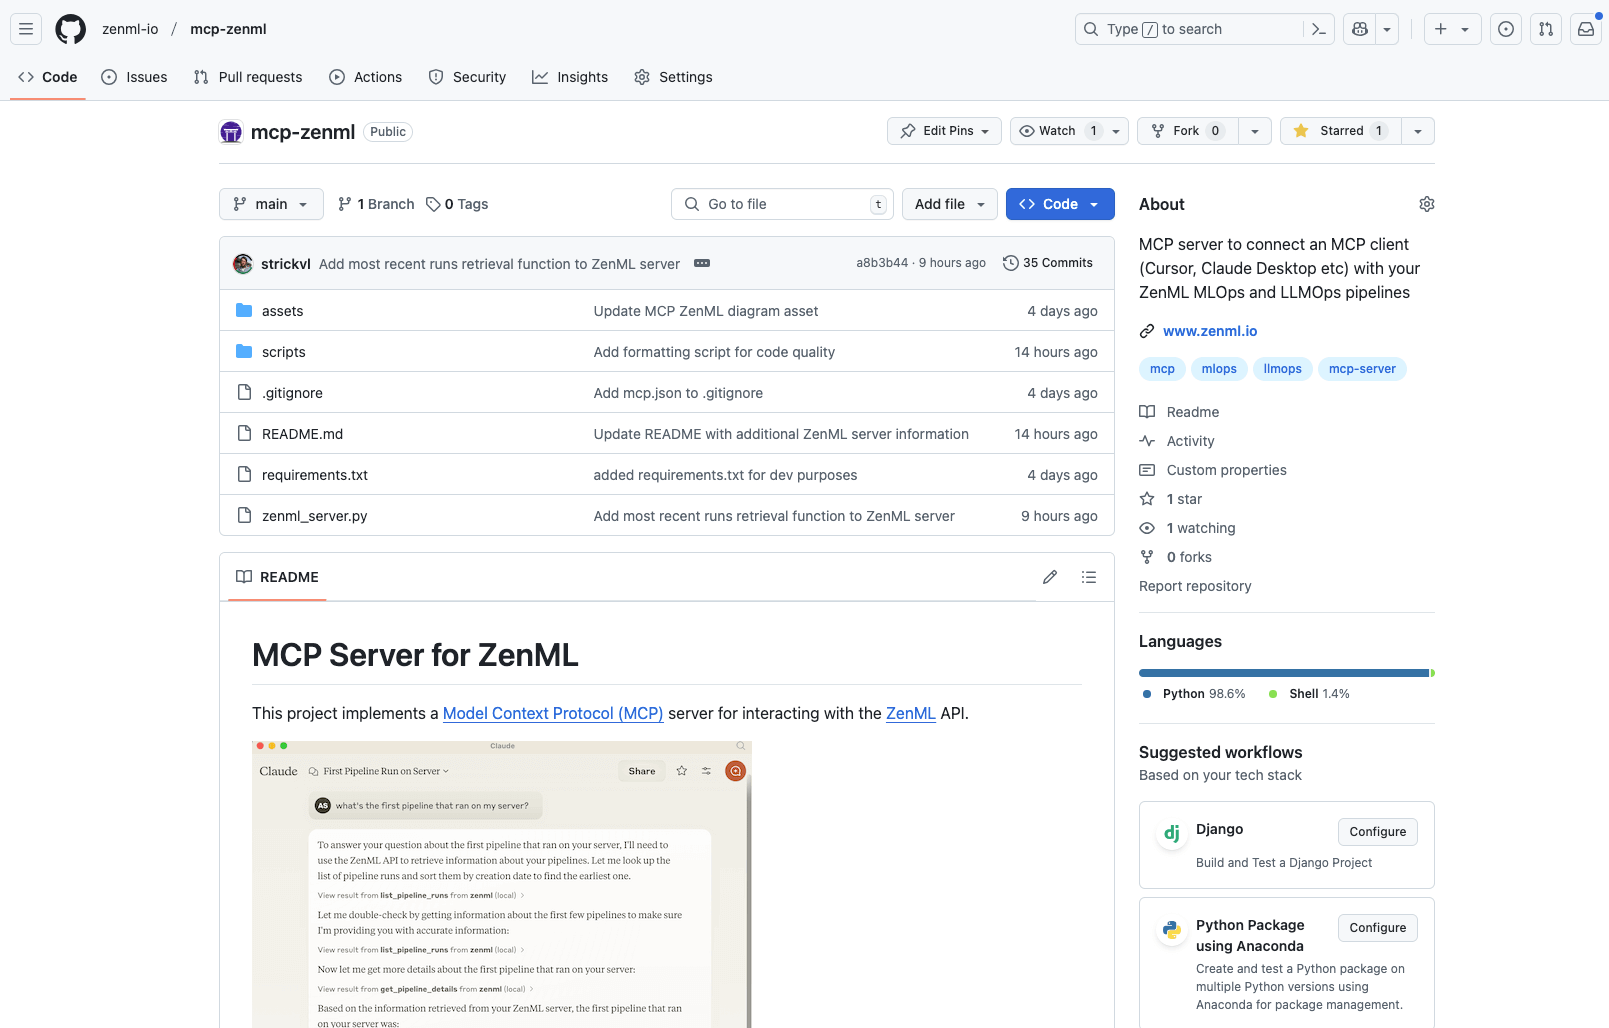 zenml-io / mcp-zenml
Type / to search
Code
Issues
Pull requests
Actions
Security
Insights
Settings
mcp-zenml Public
Edit Pins
Watch 1
Fork 0
Starred 1
main
1 Branch
0 Tags
Go to file t
Add file
Code
strickvl Add most recent runs retrieval function to ZenML server
a8b3b44 · 9 hours ago
35 Commits
assets Update MCP ZenML diagram asset 4 days ago
scripts Add formatting script for code quality 14 hours ago
.gitignore Add mcp.json to .gitignore 4 days ago
README.md Update README with additional ZenML server information 14 hours ago
requirements.txt added requirements.txt for dev purposes 4 days ago
zenml_server.py Add most recent runs retrieval function to ZenML server 9 hours ago
README
MCP Server for ZenML
This project implements a Model Context Protocol (MCP) server for interacting with the ZenML API.
Claude
Claude
First Pipeline Run on Server
Share
AS what's the first pipeline that ran on my server?
To answer your question about the first pipeline that ran on your server, I'll need to
use the ZenML API to retrieve information about your pipelines. Let me look up the
list of pipeline runs and sort them by creation date to find the earliest one.
View result from list_pipeline_runs from zenml (local) >
Let me double-check by getting information about the first few pipelines to make sure
I'm providing you with accurate information:
View result from list_pipeline_runs from zenml (local) >
Now let me get more details about the first pipeline that ran on your server:
View result from get_pipeline_details from zenml (local) >
Based on the information retrieved from your ZenML server, the first pipeline that ran
on your server was:
About
MCP server to connect an MCP client
(Cursor, Claude Desktop etc) with your
ZenML MLOps and LLMOps pipelines
www.zenml.io
mcp mlops llmops mcp-server
Readme
Activity
Custom properties
1 star
1 watching
0 forks
Report repository
Languages
Python 98.6% Shell 1.4%
Suggested workflows
Based on your tech stack
dj
Django
Configure
Build and Test a Django Project
Python Package
using Anaconda
Configure
Create and test a Python package on
multiple Python versions using
Anaconda for package management.